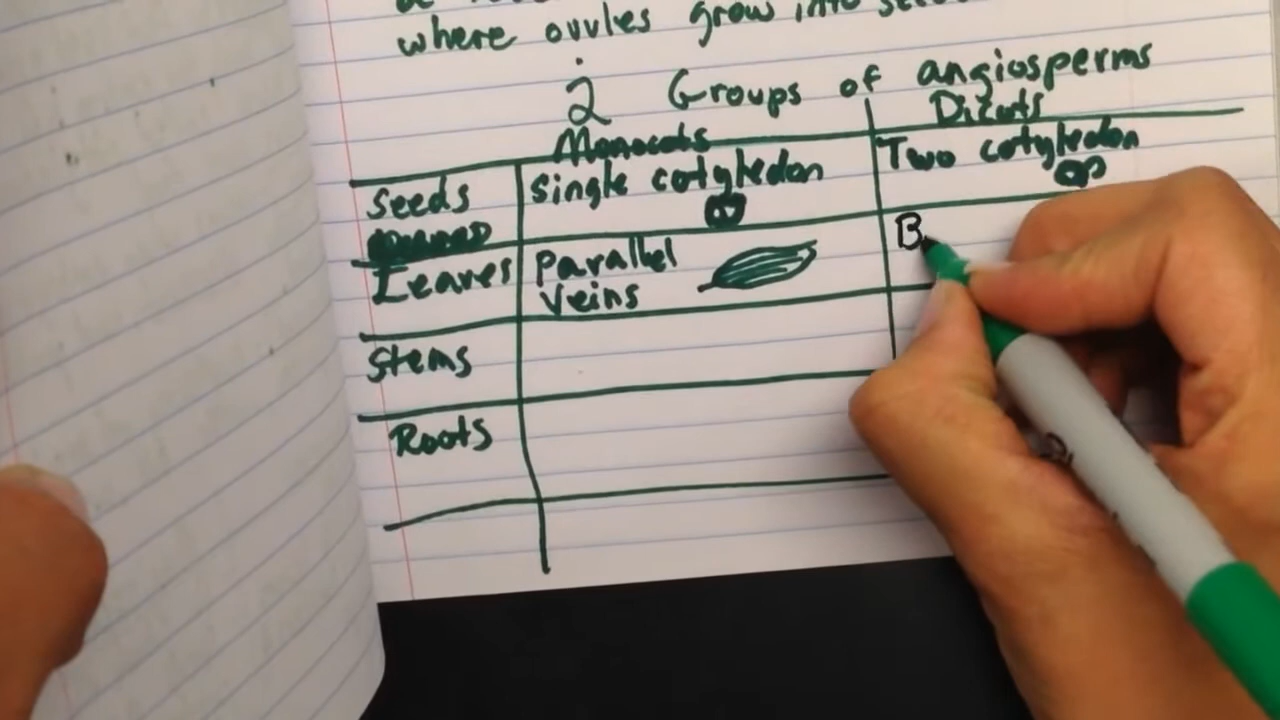 where ovules grow into
2 Groups of angiosperms
Monocots Dicots
Seeds single cotyledon Two cotyledon
Leaves parallel veins B
Stems
Roots